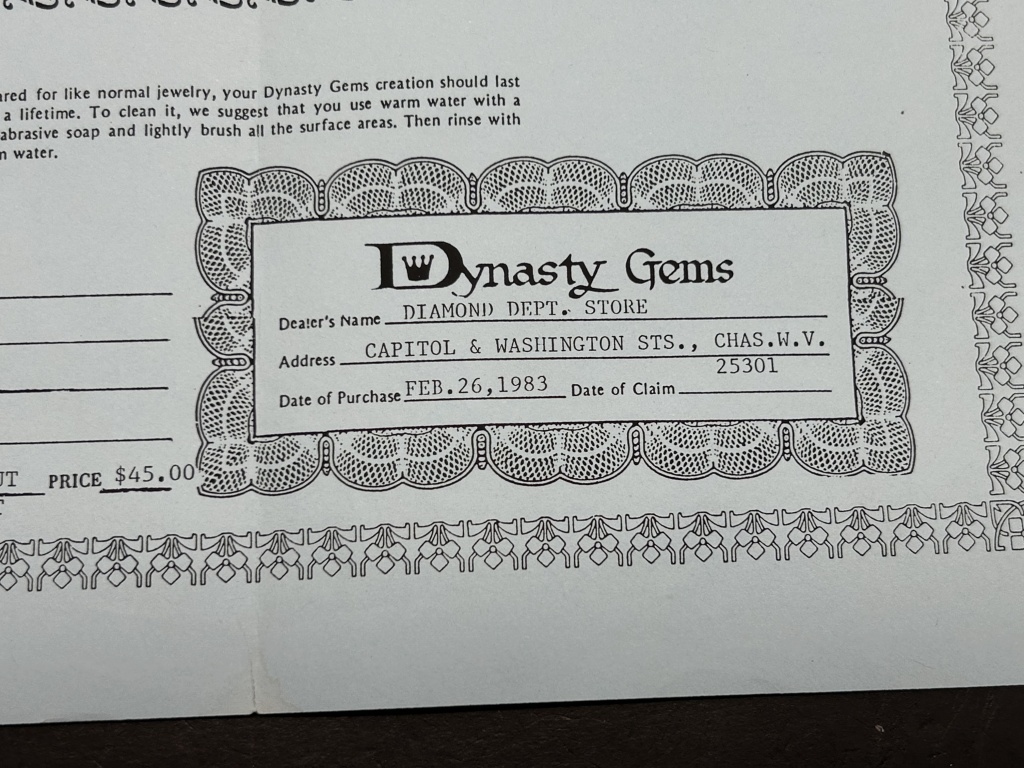 ared for like normal jewelry, your Dynasty Gems creation should last
a lifetime. To clean it, we suggest that you use warm water with a
abrasive soap and lightly brush all the surface areas. Then rinse with
m water.
Dynasty Gems
Dealer's Name DIAMOND DEPT. STORE
Address CAPITOL & WASHINGTON STS., CHAS.W.V.
25301
Date of Purchase FEB.26,1983 Date of Claim
UT PRICE $45.00